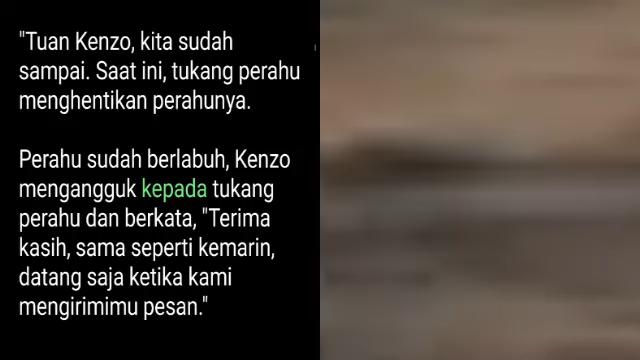 "Tuan Kenzo, kita sudah
sampai. Saat ini, tukang perahu
menghentikan perahunya.
Perahu sudah berlabuh, Kenzo
mengangguk kepada tukang
perahu dan berkata, "Terima
kasih, sama seperti kemarin,
datang saja ketika kami
mengirimimu pesan."